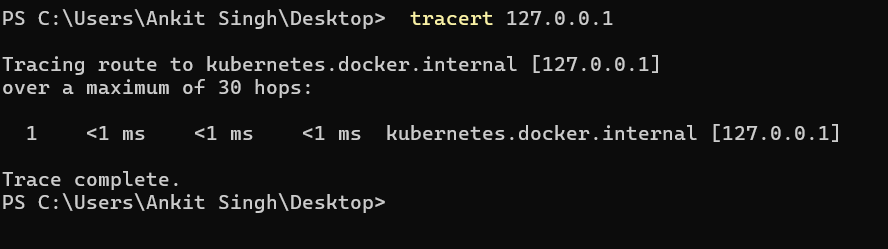 PS C:\Users\Ankit Singh\Desktop>  tracert 127.0.0.1
Tracing route to kubernetes.docker.internal [127.0.0.1]
over a maximum of 30 hops:
  1    <1 ms    <1 ms    <1 ms  kubernetes.docker.internal [127.0.0.1]
Trace complete.
PS C:\Users\Ankit Singh\Desktop>